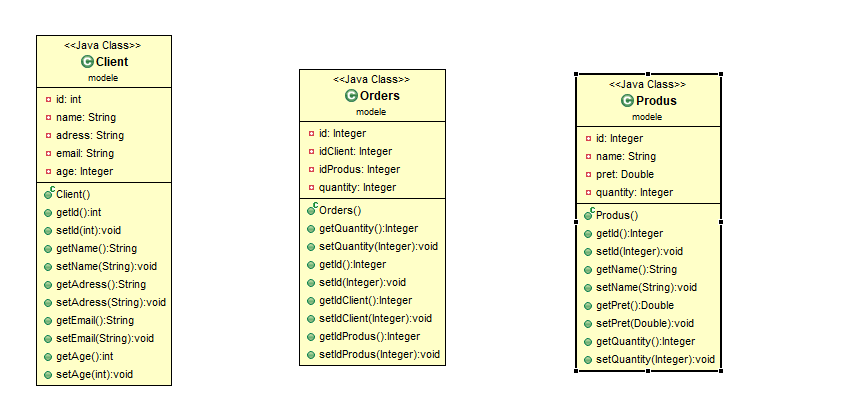 <<Java Class>>
Client
modele
id: int
name: String
adress: String
email: String
age: Integer
Client()
getId():int
setId(int):void
getName():String
setName(String):void
getAdress():String
setAdress(String):void
getEmail():String
setEmail(String):void
getAge():int
setAge(int):void
<<Java Class>>
Orders
modele
id: Integer
idClient: Integer
idProdus: Integer
quantity: Integer
Orders()
getQuantity():Integer
setQuantity(Integer):void
getId():Integer
setId(Integer):void
getIdClient():Integer
setIdClient(Integer):void
getIdProdus():Integer
setIdProdus(Integer):void
<<Java Class>>
Produs
modele
id: Integer
name: String
pret: Double
quantity: Integer
Produs()
getId():Integer
setId(Integer):void
getName():String
setName(String):void
getPret():Double
setPret(Double):void
getQuantity():Integer
setQuantity(Integer):void